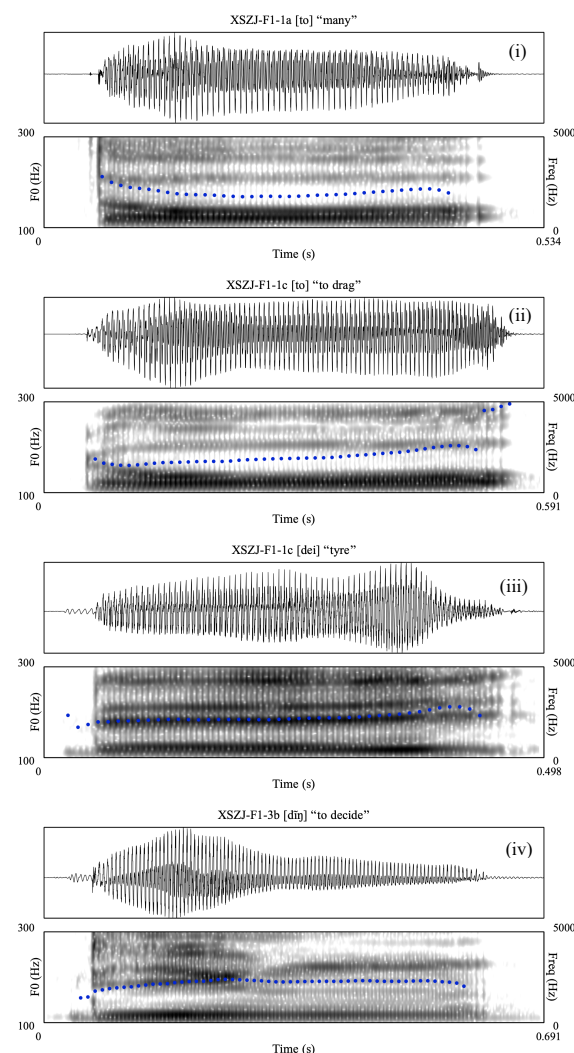 XSZJ-F1-1a [to] “many”
(i)
300
5000
F0 (Hz)
Freq (Hz)
100
0
0
0.534
Time (s)
XSZJ-F1-1c [to] “to drag”
(ii)
300
5000
F0 (Hz)
Freq (Hz)
100
0
0
0.591
Time (s)
XSZJ-F1-1c [dei] “tyre”
(iii)
300
5000
F0 (Hz)
Freq (Hz)
100
0
0
0.498
Time (s)
XSZJ-F1-3b [dīŋ] “to decide”
(iv)
300
5000
F0 (Hz)
Freq (Hz)
100
0
0
0.691
Time (s)